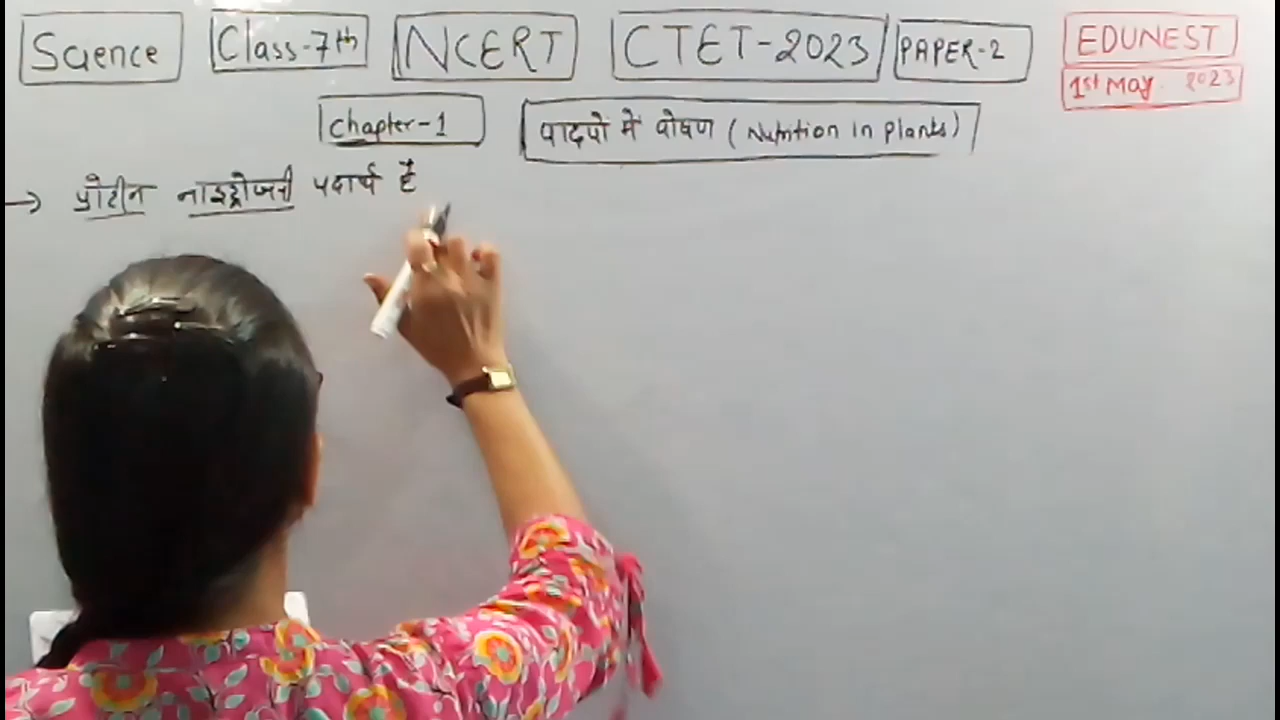 Science Class-7th NCERT CTET-2023 PAPER-2 EDUNEST
1st May 2023
Chapter-1 पादपो में पोषण (Nutrition in plants)
→ प्रोटीन नाइट्रोजनी पदार्थ है